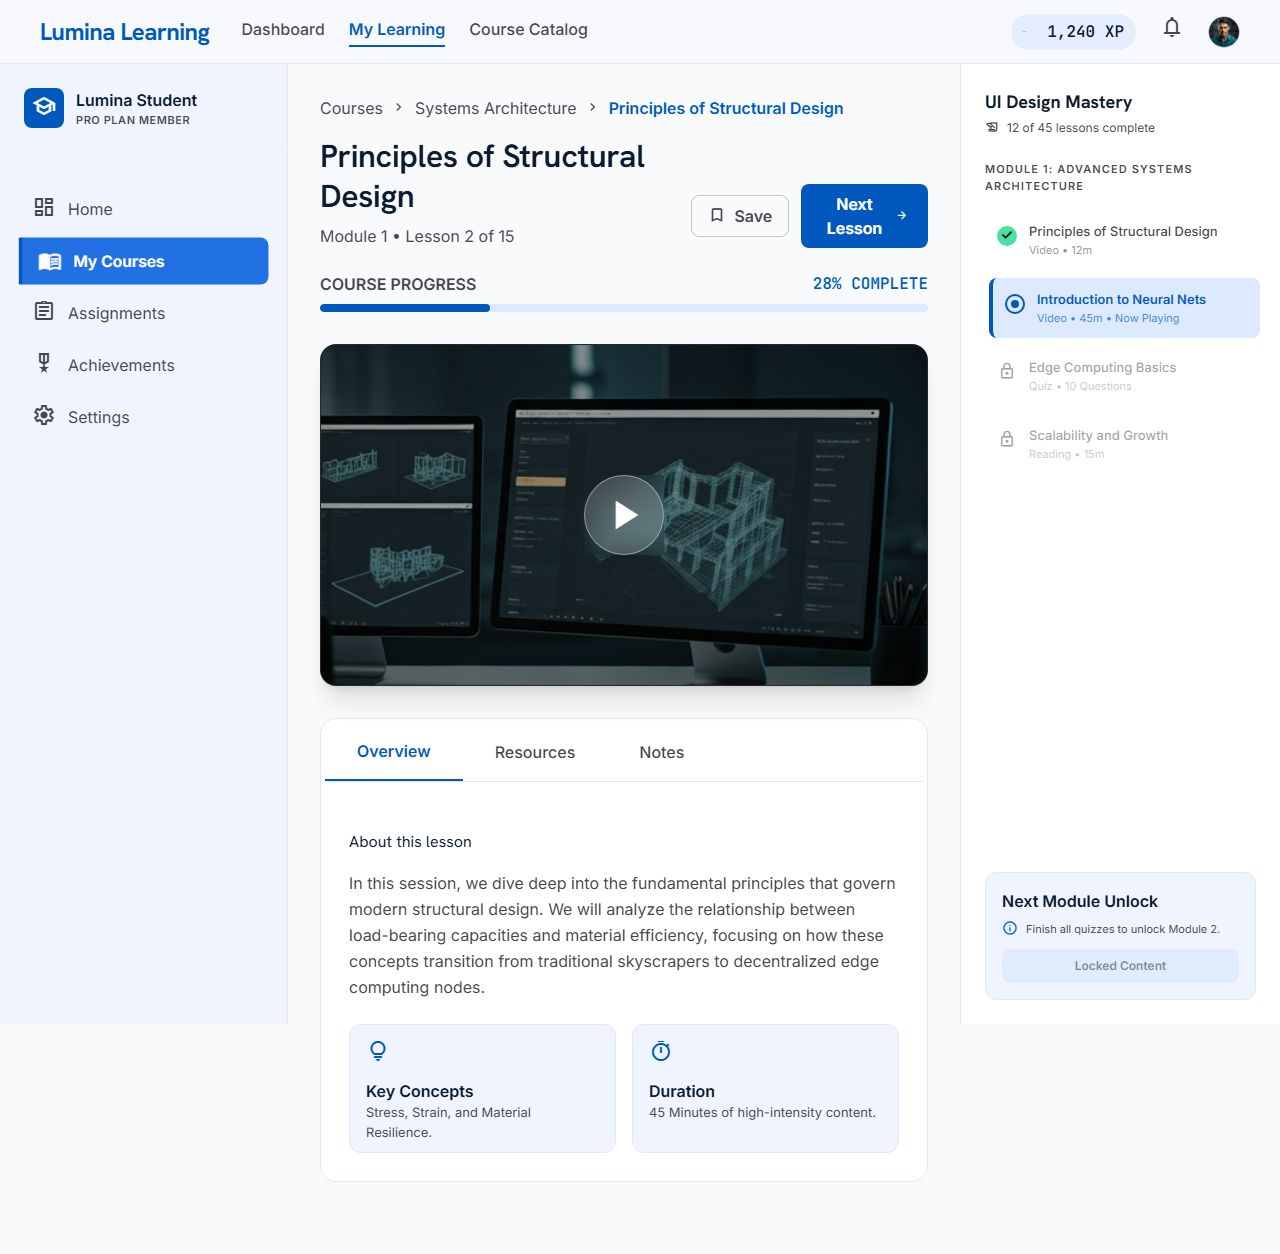 Lumina Learning
Dashboard
My Learning
Course Catalog
1,240 XP
Lumina Student
PRO PLAN MEMBER
Home
My Courses
Assignments
Achievements
Settings
Courses
Systems Architecture
Principles of Structural Design
Principles of Structural
Design
Module 1 • Lesson 2 of 15
Save
Next
Lesson
COURSE PROGRESS
28% COMPLETE
Overview
Resources
Notes
About this lesson
In this session, we dive deep into the fundamental principles that govern
modern structural design. We will analyze the relationship between
load-bearing capacities and material efficiency, focusing on how these
concepts transition from traditional skyscrapers to decentralized edge
computing nodes.
Key Concepts
Stress, Strain, and Material
Resilience.
Duration
45 Minutes of high-intensity content.
UI Design Mastery
12 of 45 lessons complete
MODULE 1: ADVANCED SYSTEMS
ARCHITECTURE
Principles of Structural Design
Video • 12m
Introduction to Neural Nets
Video • 45m • Now Playing
Edge Computing Basics
Quiz • 10 Questions
Scalability and Growth
Reading • 15m
Next Module Unlock
Finish all quizzes to unlock Module 2.
Locked Content